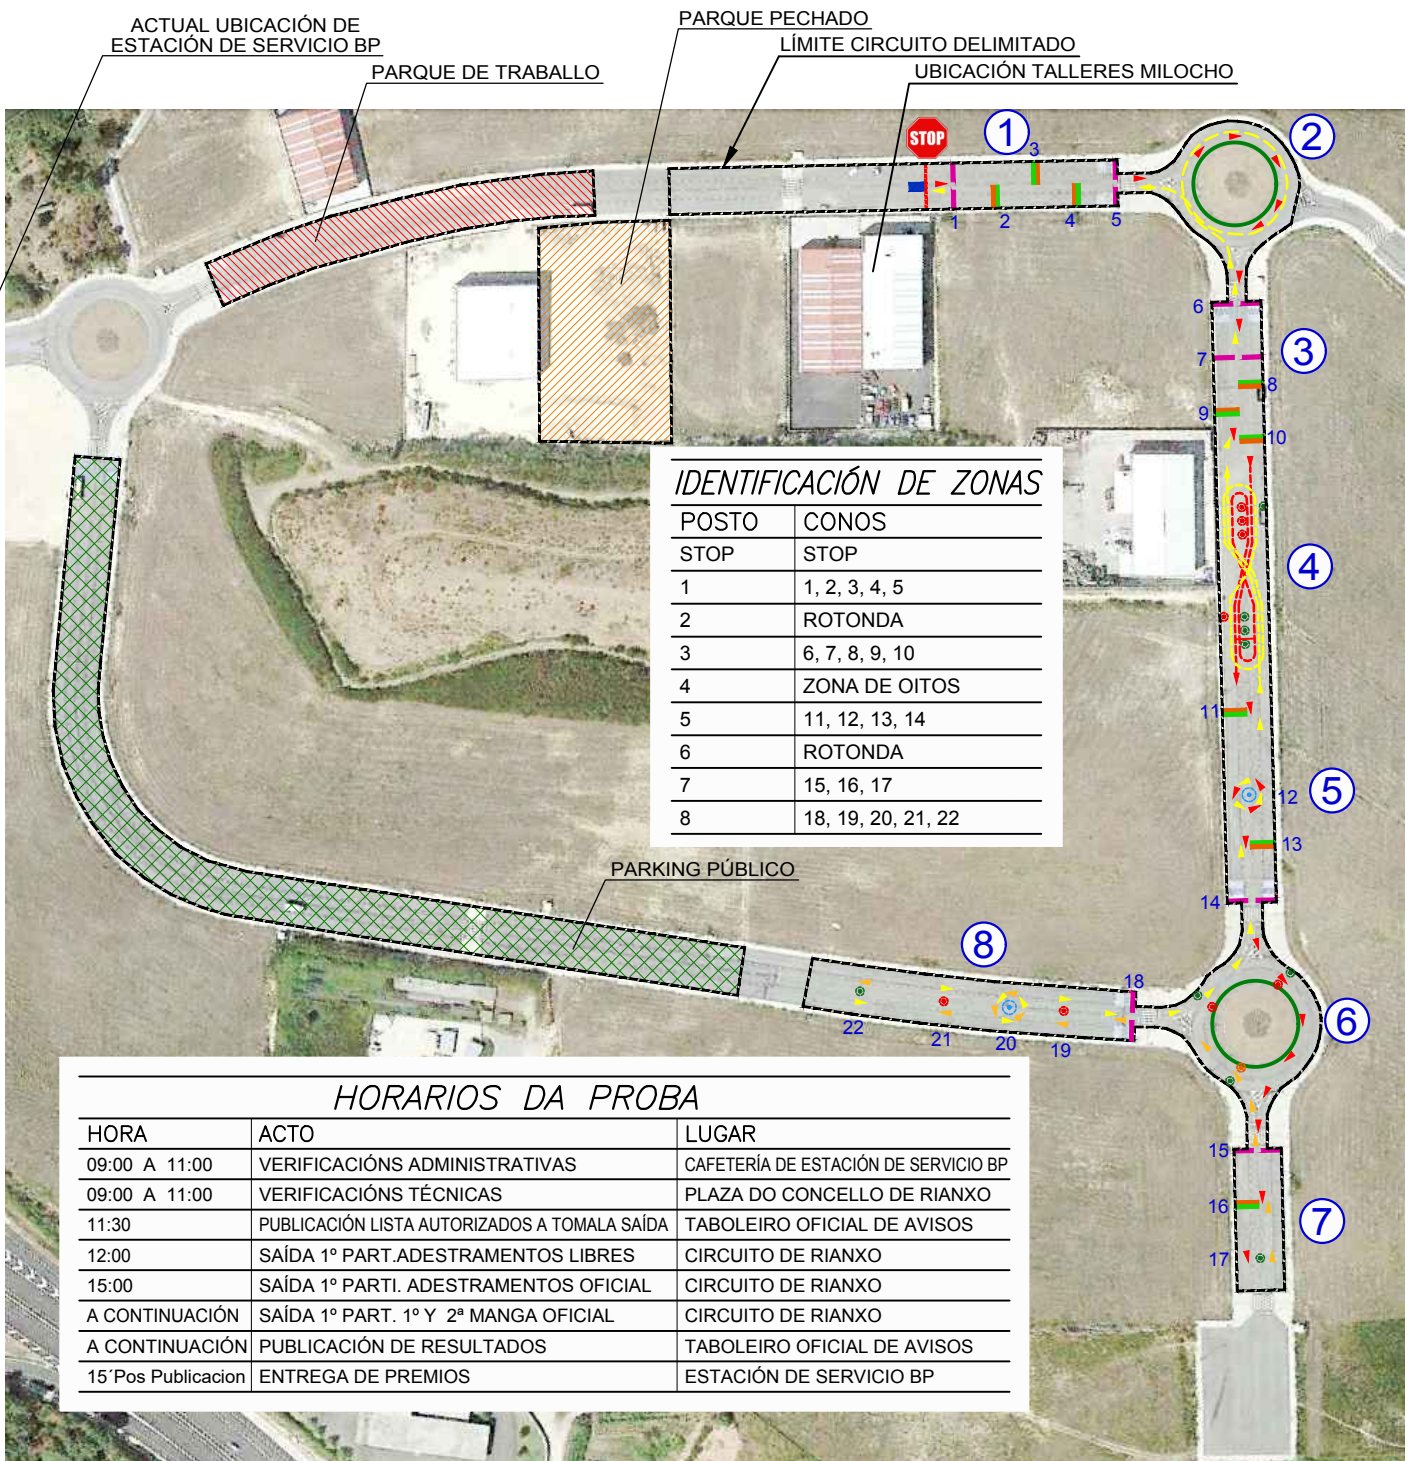 ACTUAL UBICACIÓN DE
ESTACIÓN DE SERVICIO BP
PARQUE DE TRABALLO
PARQUE PECHADO
LÍMITE CIRCUITO DELIMITADO
UBICACIÓN TALLERES MILOCHO
STOP
1
3
2
1
2
4
5
6
7
3
8
9
10
4
11
12
5
13
14
IDENTIFICACIÓN DE ZONAS
POSTO CONOS
STOP STOP
1 1, 2, 3, 4, 5
2 ROTONDA
3 6, 7, 8, 9, 10
4 ZONA DE OITOS
5 11, 12, 13, 14
6 ROTONDA
7 15, 16, 17
8 18, 19, 20, 21, 22
PARKING PÚBLICO
8
18
22
21
20
19
6
15
16
7
17
HORARIOS DA PROBA
HORA ACTO LUGAR
09:00 A 11:00 VERIFICACIÓNS ADMINISTRATIVAS CAFETERÍA DE ESTACIÓN DE SERVICIO BP
09:00 A 11:00 VERIFICACIÓNS TÉCNICAS PLAZA DO CONCELLO DE RIANXO
11:30 PUBLICACIÓN LISTA AUTORIZADOS A TOMALA SAÍDA TABOLEIRO OFICIAL DE AVISOS
12:00 SAÍDA 1º PART.ADESTRAMENTOS LIBRES CIRCUITO DE RIANXO
15:00 SAÍDA 1º PARTI. ADESTRAMENTOS OFICIAL CIRCUITO DE RIANXO
A CONTINUACIÓN SAÍDA 1º PART. 1º Y 2ª MANGA OFICIAL CIRCUITO DE RIANXO
A CONTINUACIÓN PUBLICACIÓN DE RESULTADOS TABOLEIRO OFICIAL DE AVISOS
15´Pos Publicacion ENTREGA DE PREMIOS ESTACIÓN DE SERVICIO BP